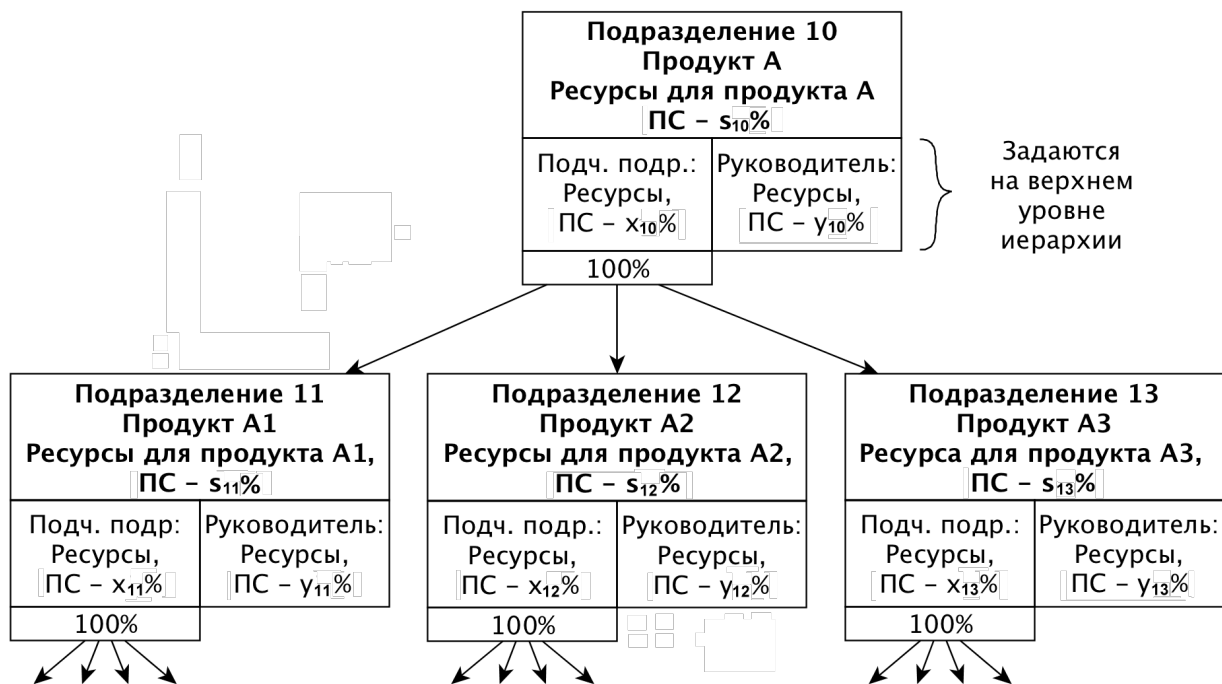 Подразделение 10
Продукт А
Ресурсы для продукта А
ПС – s₁₀%
Подч. подр.:
Ресурсы,
ПС – x₁₀%
Руководитель:
Ресурсы,
ПС – y₁₀%
100%
Задаются
на верхнем
уровне
иерархии
Подразделение 11
Продукт А1
Ресурсы для продукта А1,
ПС – s₁₁%
Подч. подр:
Ресурсы,
ПС – x₁₁%
Руководитель:
Ресурсы,
ПС – y₁₁%
100%
Подразделение 12
Продукт А2
Ресурсы для продукта А2,
ПС – s₁₂%
Подч. подр.:
Ресурсы,
ПС – x₁₂%
Руководитель:
Ресурсы,
ПС – y₁₂%
100%
Подразделение 13
Продукт А3
Ресурса для продукта А3,
ПС – s₁₃%
Подч. подр.:
Ресурсы,
ПС – x₁₃%
Руководитель:
Ресурсы,
ПС – y₁₃%
100%